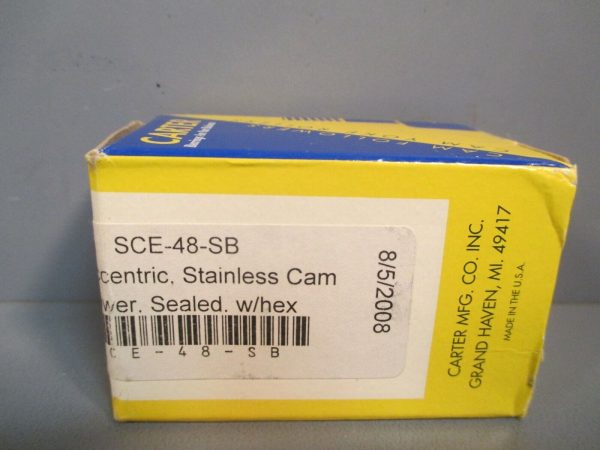 CARTER
SCE-48-SB
centric, Stainless Cam
wer, Sealed, w/hex
CE-48-SB
8/5/2008
CARTER MFG. CO. INC.
GRAND HAVEN, MI. 49417
MADE IN THE U.S.A.